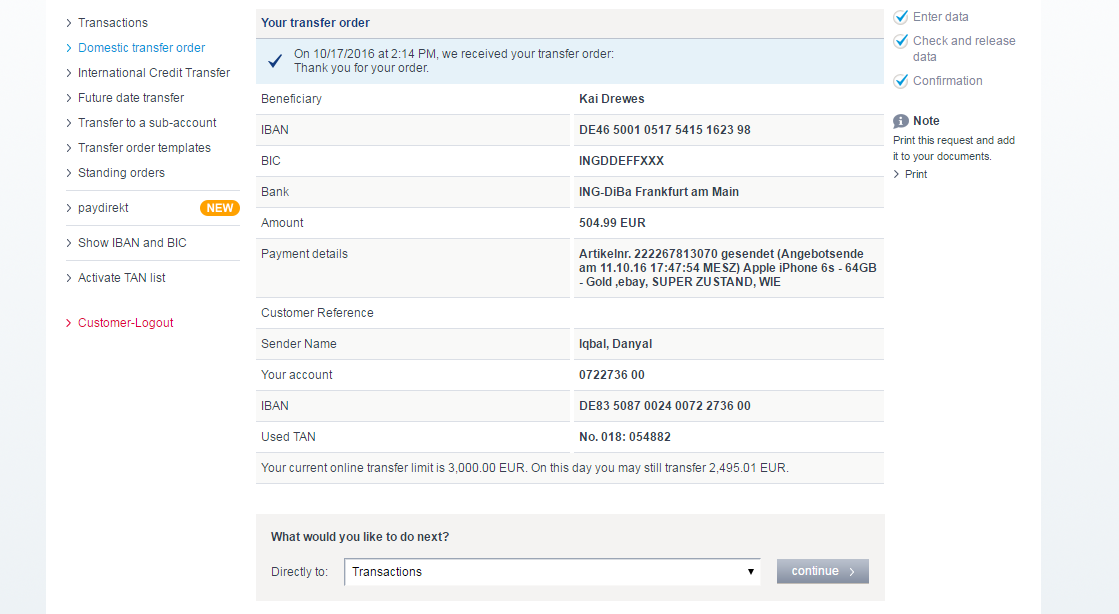 Transactions
Domestic transfer order
International Credit Transfer
Future date transfer
Transfer to a sub-account
Transfer order templates
Standing orders
paydirekt NEW
Show IBAN and BIC
Activate TAN list
Customer-Logout
Your transfer order
On 10/17/2016 at 2:14 PM, we received your transfer order:
Thank you for your order.
Beneficiary Kai Drewes
IBAN DE46 5001 0517 5415 1623 98
BIC INGDDEFFXXX
Bank ING-DiBa Frankfurt am Main
Amount 504.99 EUR
Payment details Artikelnr. 222267813070 gesendet (Angebotsende
am 11.10.16 17:47:54 MESZ) Apple iPhone 6s - 64GB
- Gold ,ebay, SUPER ZUSTAND, WIE
Customer Reference
Sender Name Iqbal, Danyal
Your account 0722736 00
IBAN DE83 5087 0024 0072 2736 00
Used TAN No. 018: 054882
Your current online transfer limit is 3,000.00 EUR. On this day you may still transfer 2,495.01 EUR.
What would you like to do next?
Directly to: Transactions continue
Enter data
Check and release
data
Confirmation
Note
Print this request and add
it to your documents.
Print